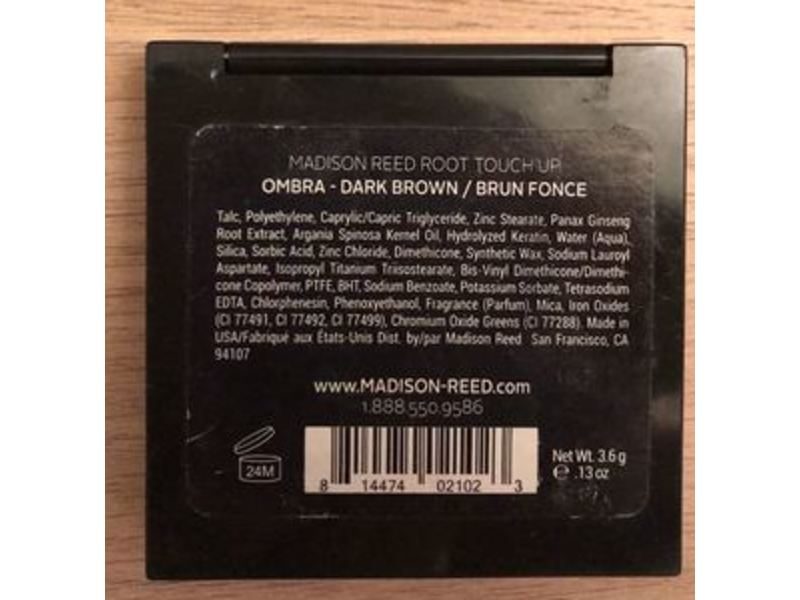 MADISON REED ROOT TOUCH UP
OMBRA - DARK BROWN / BRUN FONCE
Talc, Polyethylene, Caprylic/Capric Triglyceride, Zinc Stearate, Panax Ginseng
Root Extract, Argania Spinosa Kernel Oil, Hydrolyzed Keratin, Water (Aqua),
Silica, Sorbic Acid, Zinc Chloride, Dimethicone, Synthetic Wax, Sodium Lauroyl
Aspartate, Isopropyl Titanium Triisostearate, Bis-Vinyl Dimethicone/Dimethi-
cone Copolymer, PTFE, BHT, Sodium Benzoate, Potassium Sorbate, Tetrasodium
EDTA, Chlorphenesin, Phenoxyethanol, Fragrance (Parfum), Mica, Iron Oxides
(CI 77491, CI 77492, CI 77499), Chromium Oxide Greens (CI 77288). Made in
USA/Fabriqué aux États-Unis Dist. by/par Madison Reed San Francisco, CA
94107
www.MADISON-REED.com
1.888.550.9586
24M
8 14474 02102 3
Net Wt. 3.6 g
℮ .13 oz